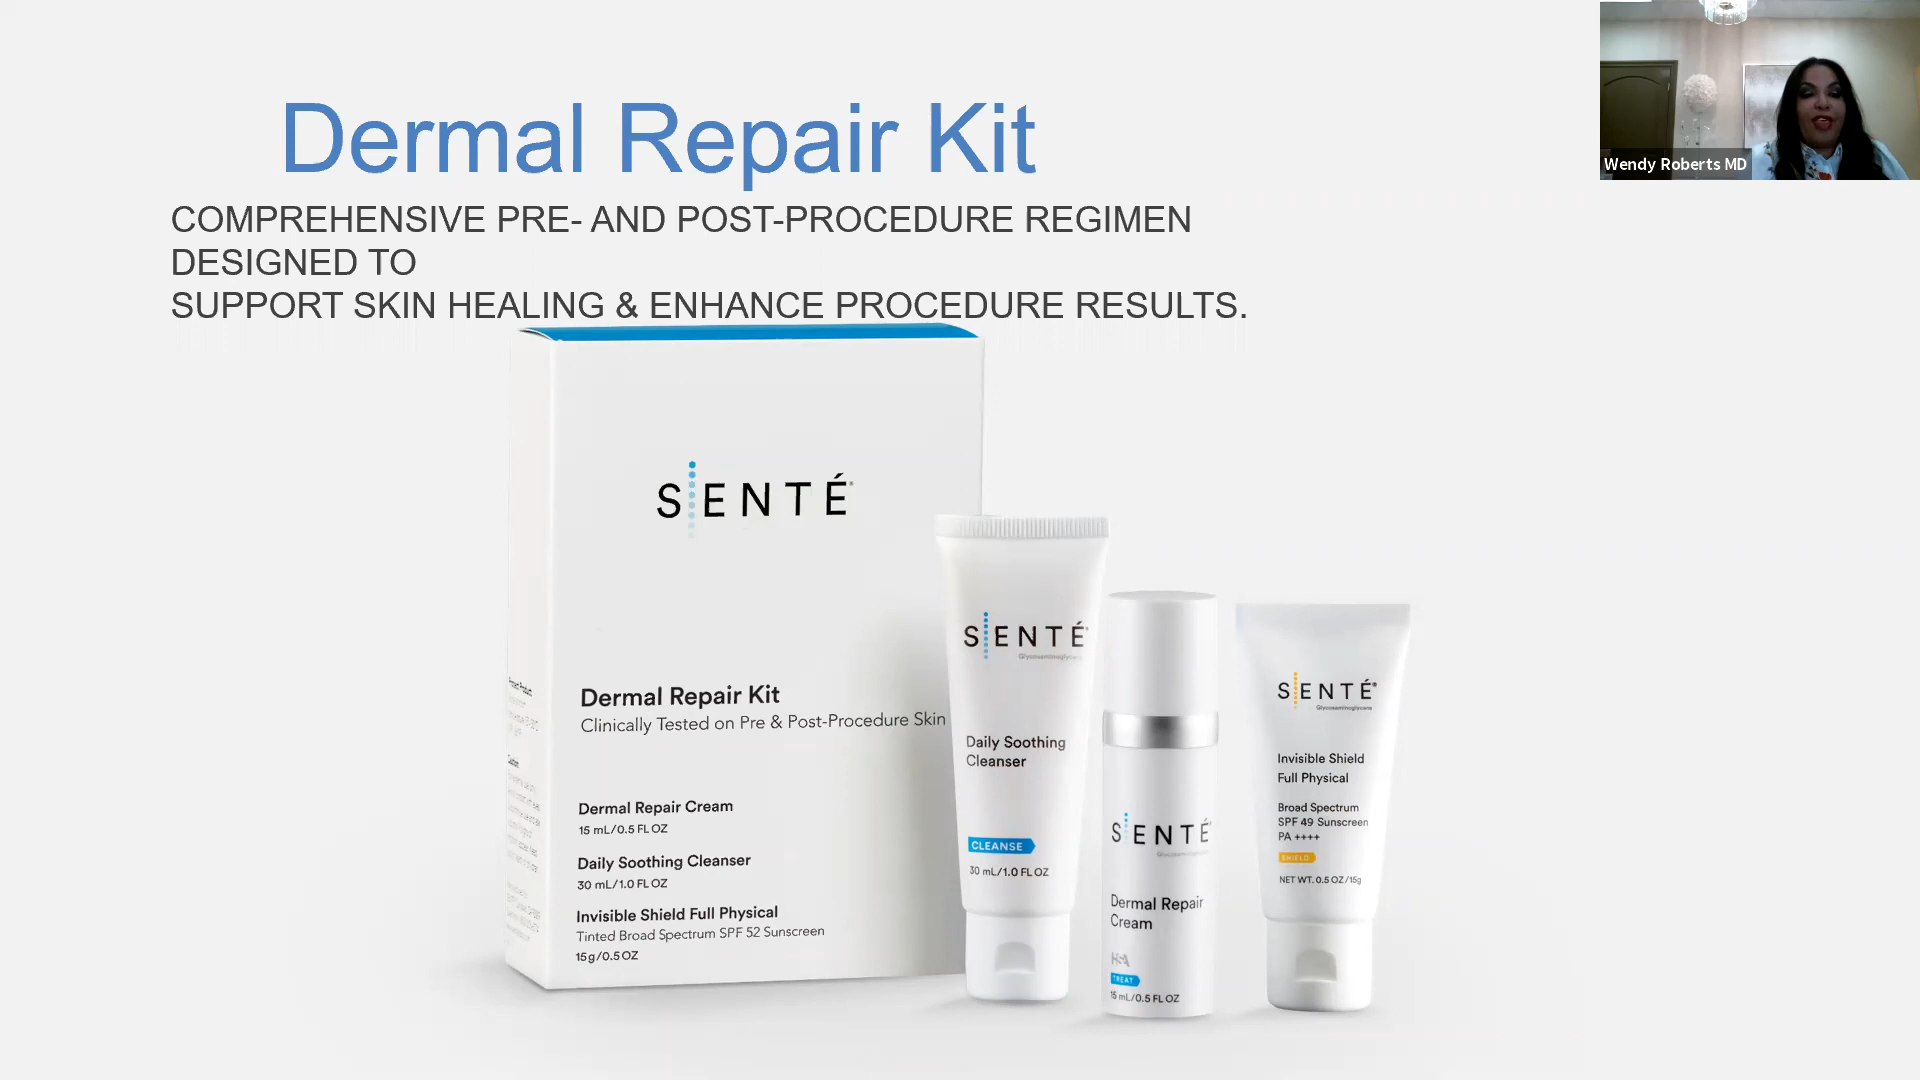 Dermal Repair Kit
COMPREHENSIVE PRE- AND POST-PROCEDURE REGIMEN
DESIGNED TO
SUPPORT SKIN HEALING & ENHANCE PROCEDURE RESULTS.
Wendy Roberts MD
SENTÉ
Dermal Repair Kit
Clinically Tested on Pre & Post-Procedure Skin
Dermal Repair Cream
15 mL/0.5 FL OZ
Daily Soothing Cleanser
30 mL/1.0 FL OZ
Invisible Shield Full Physical
Tinted Broad Spectrum SPF 52 Sunscreen
15g/0.5 OZ
SENTÉ
Daily Soothing
Cleanser
CLEANSE
30 mL/1.0 FL OZ
SENTÉ
Dermal Repair
Cream
HSA
TREAT
15 mL/0.5 FL OZ
SENTÉ
Glycosaminoglycans
Invisible Shield
Full Physical
Broad Spectrum
SPF 49 Sunscreen
PA ++++
SHIELD
NET WT. 0.5 OZ/15g